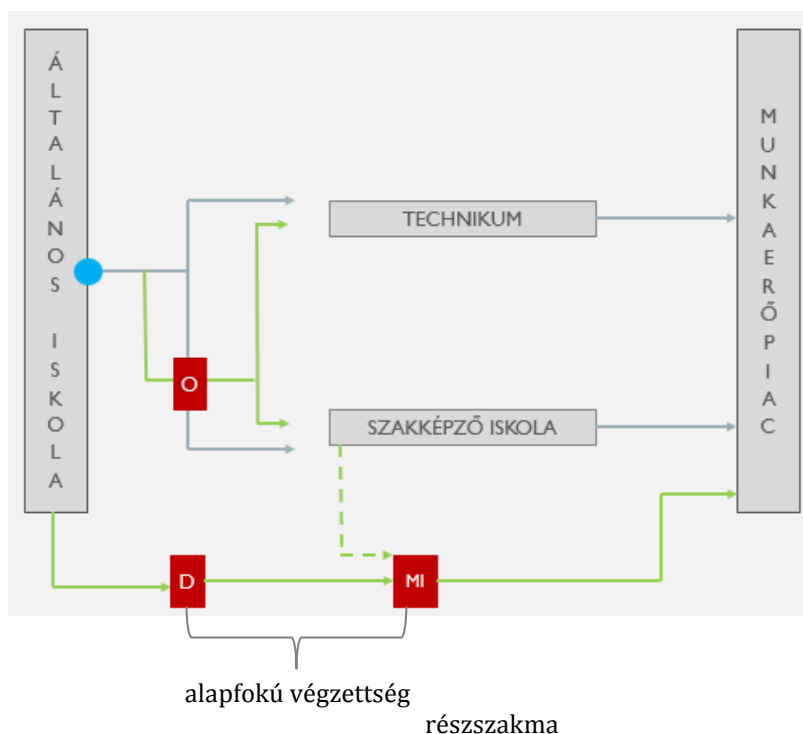 ÁLTALÁNOS ISKOLA
TECHNIKUM
MUNKAERŐPIAC
O
SZAKKÉPZŐ ISKOLA
D
MI
alapfokú végzettség
részszakma